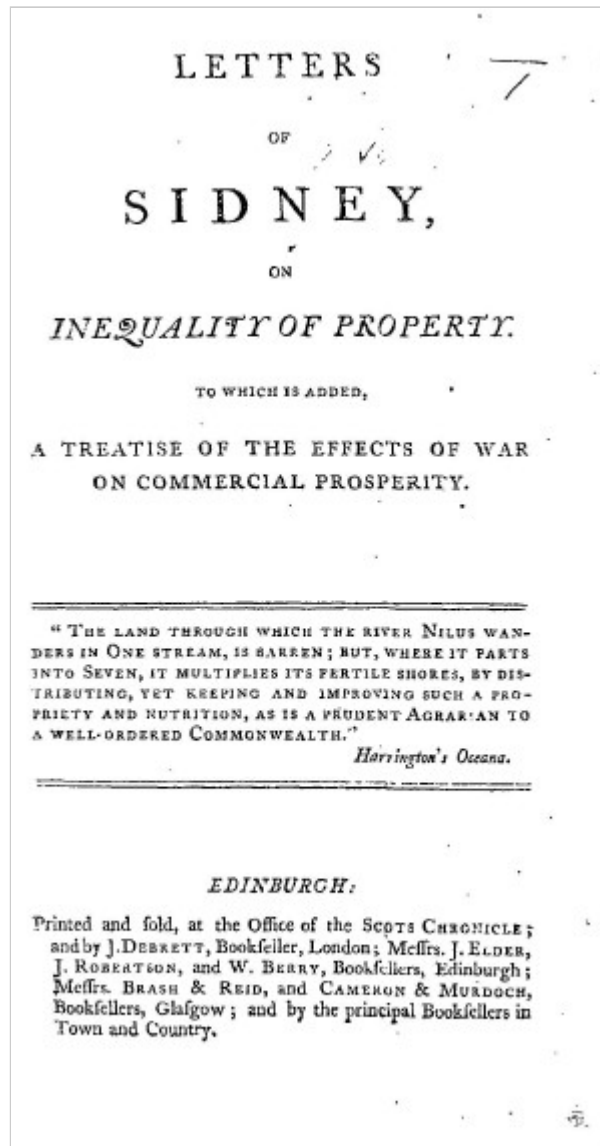 LETTERS
OF
SIDNEY,
ON
INEQUALITY OF PROPERTY.
TO WHICH IS ADDED,
A TREATISE OF THE EFFECTS OF WAR
ON COMMERCIAL PROSPERITY.
"THE LAND THROUGH WHICH THE RIVER NILUS WAN-
DERS IN ONE STREAM, IS BARREN; BUT, WHERE IT PARTS
INTO SEVEN, IT MULTIPLIES ITS FERTILE SHORES, BY DIS-
TRIBUTING, YET KEEPING AND IMPROVING SUCH A PRO-
PRIETY AND NUTRITION, AS IS A PRUDENT AGRARIAN TO
A WELL-ORDERED COMMONWEALTH."
Harrington's Oceana.
EDINBURGH:
Printed and ſold, at the Office of the SCOTS CHRONICLE;
and by J. DEBRETT, Bookſeller, London; Meſſrs. J. ELDER,
J. ROBERTSON, and W. BERRY, Bookſellers, Edinburgh;
Meſſrs. BRASH & REID, and CAMERON & MURDOCH,
Bookſellers, Glaſgow; and by the principal Bookſellers in
Town and Country.